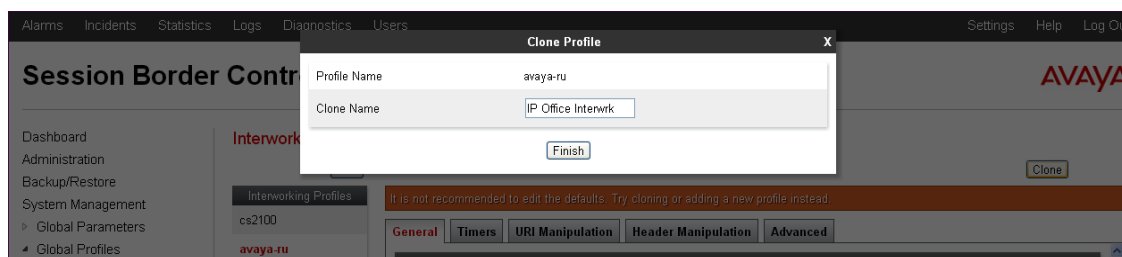 Alarms Incidents Statistics Logs Diagnostics Users Settings Help Log
Clone Profile X
Session Border AVAYA
Profile Name avaya-ru
Clone Name IP Office Interwrk
Finish
Dashboard
Administration
Backup/Restore
System Management
Global Parameters
Global Profiles
Clone
Interworking Profiles
cs2100
avaya-ru
It is not recommended to edit the defaults. Try cloning or adding a new profile instead.
General Timers URI Manipulation Header Manipulation Advanced